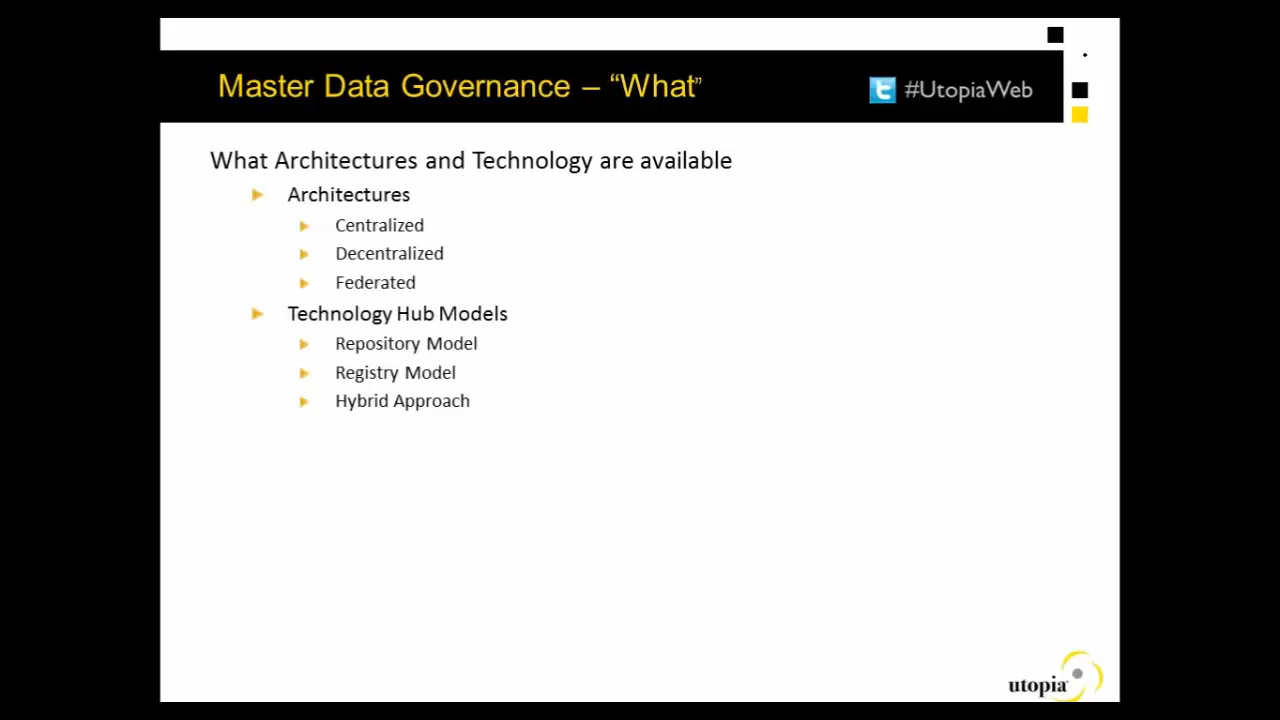 Master Data Governance – “What”
#UtopiaWeb
What Architectures and Technology are available
Architectures
Centralized
Decentralized
Federated
Technology Hub Models
Repository Model
Registry Model
Hybrid Approach
utopia